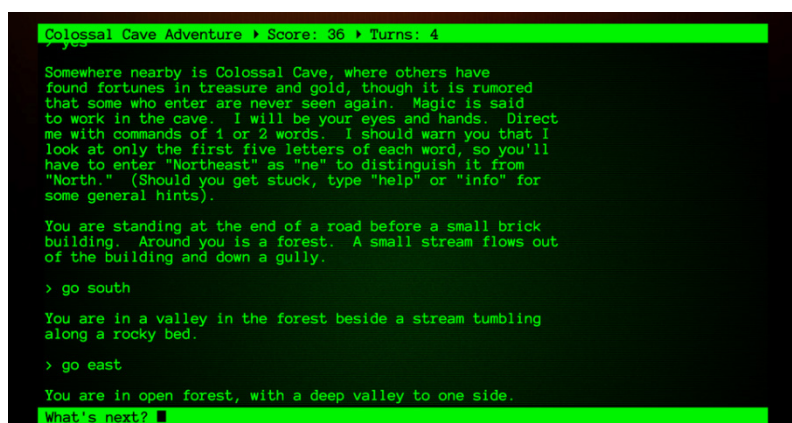 Colossal Cave Adventure ▸ Score: 36 ▸ Turns: 4
> yes
Somewhere nearby is Colossal Cave, where others have
found fortunes in treasure and gold, though it is rumored
that some who enter are never seen again.  Magic is said
to work in the cave.  I will be your eyes and hands.  Direct
me with commands of 1 or 2 words.  I should warn you that I
look at only the first five letters of each word, so you'll
have to enter "Northeast" as "ne" to distinguish it from
"North."  (Should you get stuck, type "help" or "info" for
some general hints).
You are standing at the end of a road before a small brick
building.  Around you is a forest.  A small stream flows out
of the building and down a gully.
> go south
You are in a valley in the forest beside a stream tumbling
along a rocky bed.
> go east
You are in open forest, with a deep valley to one side.
What's next?